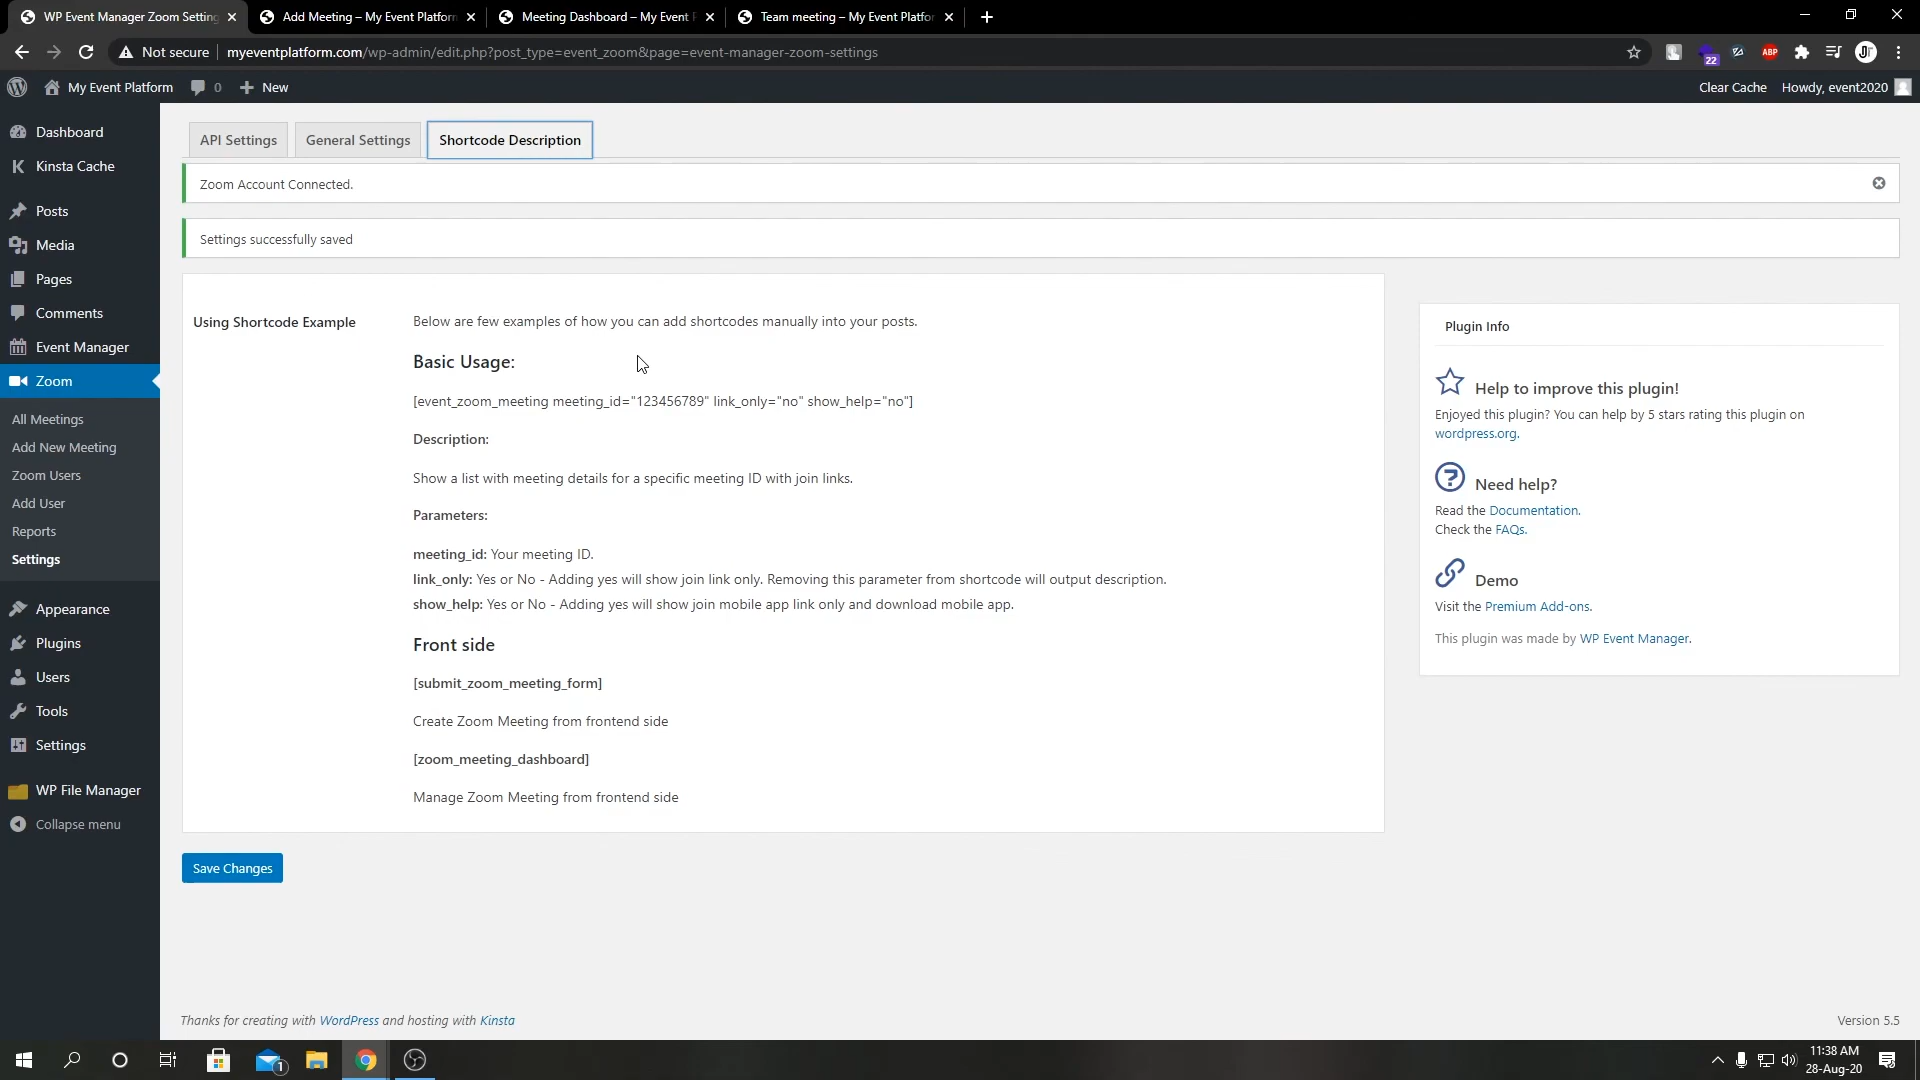 WP Event Manager Zoom Setting
Add Meeting – My Event Platform
Meeting Dashboard – My Event P
Team meeting – My Event Platfor
Not secure
myeventplatform.com/wp-admin/edit.php?post_type=event_zoom&page=event-manager-zoom-settings
22
ABP
My Event Platform
0
New
Clear Cache
Howdy, event2020
Dashboard
Kinsta Cache
Posts
Media
Pages
Comments
Event Manager
Zoom
All Meetings
Add New Meeting
Zoom Users
Add User
Reports
Settings
Appearance
Plugins
Users
Tools
Settings
WP File Manager
Collapse menu
API Settings
General Settings
Shortcode Description
Zoom Account Connected.
Settings successfully saved
Using Shortcode Example
Below are few examples of how you can add shortcodes manually into your posts.
Basic Usage:
[event_zoom_meeting meeting_id="123456789" link_only="no" show_help="no"]
Description:
Show a list with meeting details for a specific meeting ID with join links.
Parameters:
meeting_id: Your meeting ID.
link_only: Yes or No - Adding yes will show join link only. Removing this parameter from shortcode will output description.
show_help: Yes or No - Adding yes will show join mobile app link only and download mobile app.
Front side
[submit_zoom_meeting_form]
Create Zoom Meeting from frontend side
[zoom_meeting_dashboard]
Manage Zoom Meeting from frontend side
Save Changes
Plugin Info
Help to improve this plugin!
Enjoyed this plugin? You can help by 5 stars rating this plugin on
wordpress.org.
Need help?
Read the Documentation.
Check the FAQs.
Demo
Visit the Premium Add-ons.
This plugin was made by WP Event Manager.
Thanks for creating with WordPress and hosting with Kinsta
Version 5.5
1
11:38 AM
28-Aug-20